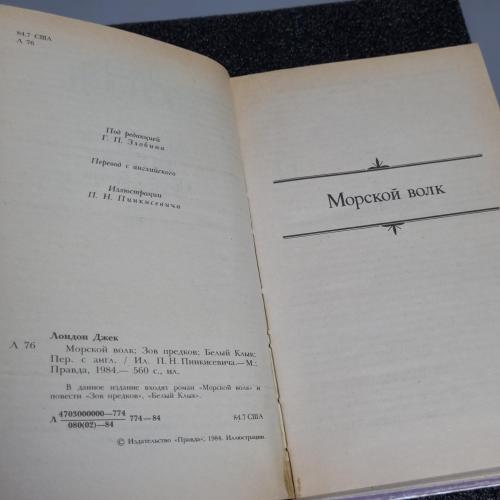 84.7 США
Л 76
Под редакцией
Г. П. Злобина
Перевод с английского
Иллюстрации
П. Н. Пинкисевича
Лондон Джек
Л 76 Морской волк; Зов предков; Белый Клык:
Пер. с англ. / Ил. П. Н. Пинкисевича.— М.:
Правда, 1984.— 560 с., ил.
В данное издание входят роман «Морской волк» и
повести «Зов предков», «Белый Клык».
Л 4703000000—774 774—84 84.7 США
080(02)—84
© Издательство «Правда», 1984. Иллюстрации.
Морской волк